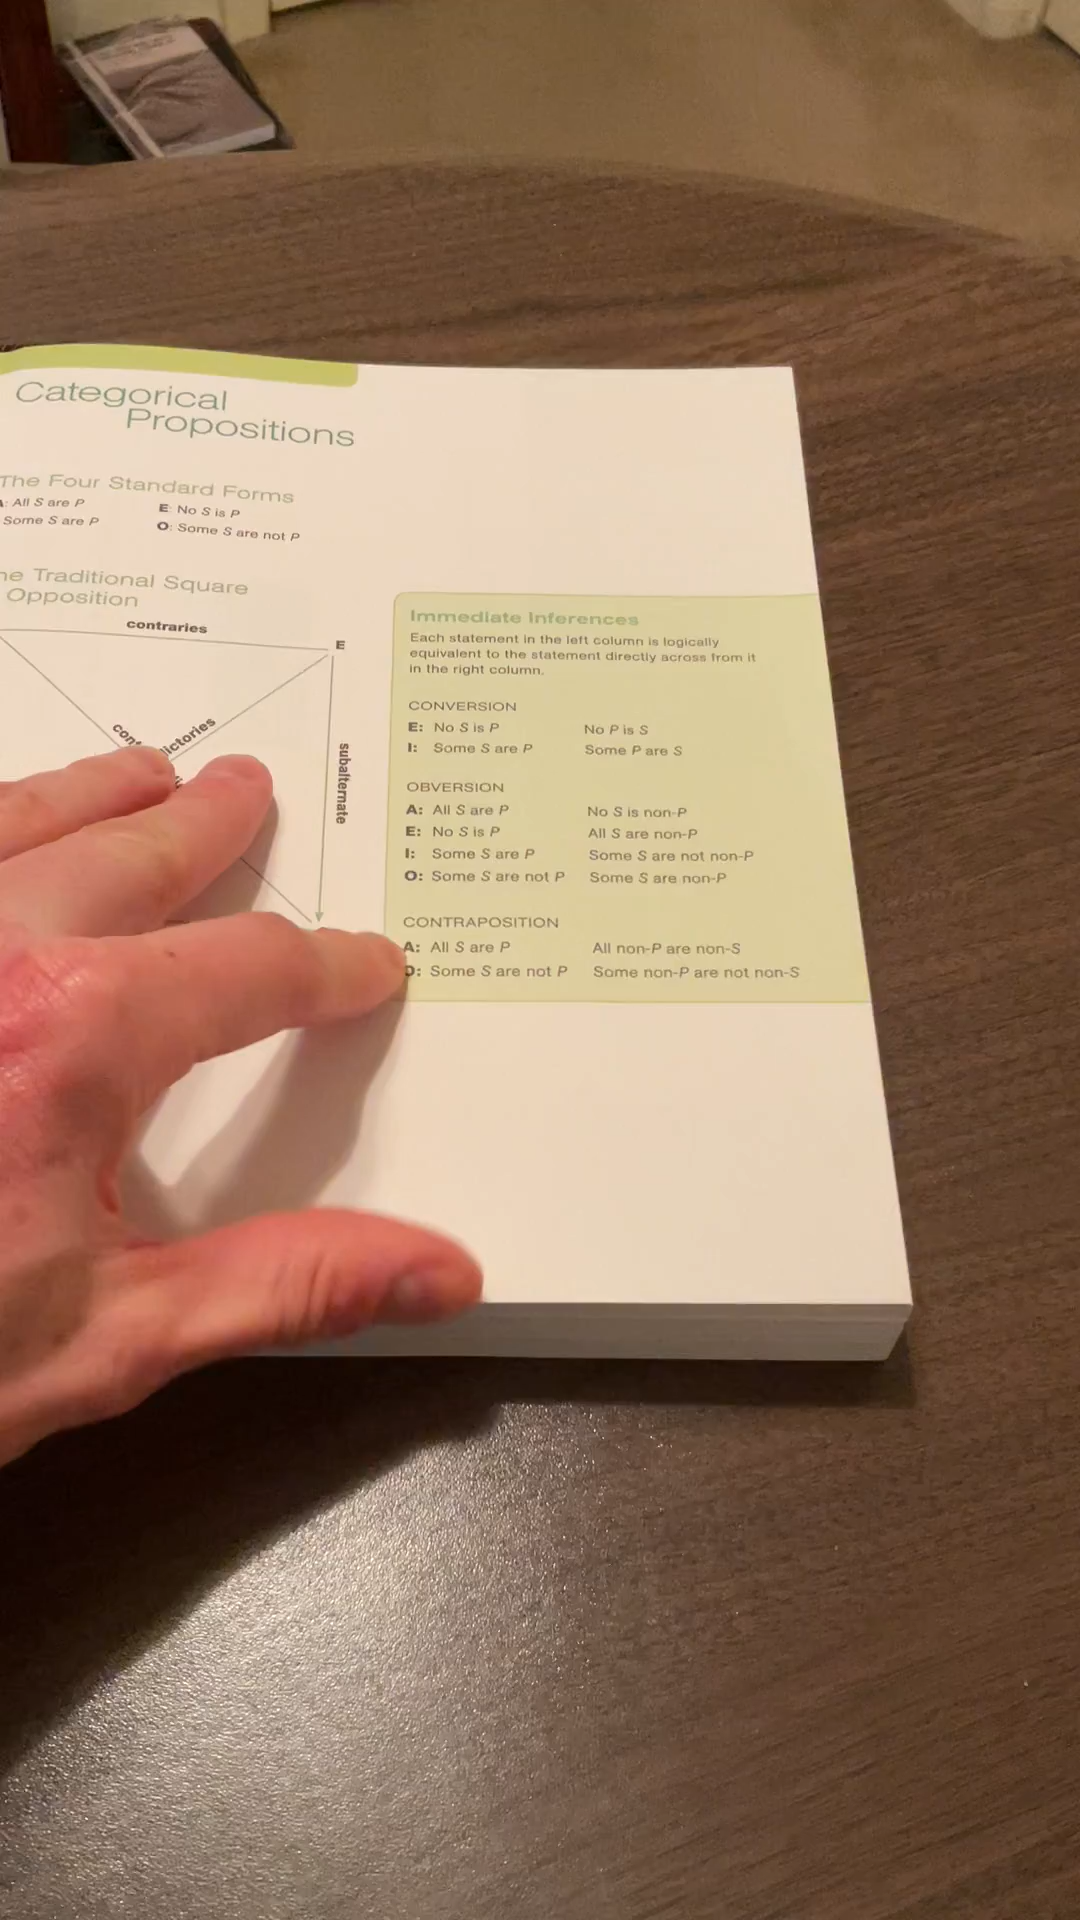 Categorical
Propositions
The Four Standard Forms
: All S are P
E: No S is P
Some S are P
O: Some S are not P
Traditional Square
Opposition
contraries
E
subalternate
Immediate Inferences
Each statement in the left column is logically
equivalent to the statement directly across from it
in the right column.
CONVERSION
E: No S is P No P is S
I: Some S are P Some P are S
OBVERSION
A: All S are P No S is non-P
E: No S is P All S are non-P
I: Some S are P Some S are not non-P
O: Some S are not P Some S are non-P
CONTRAPOSITION
A: All S are P All non-P are non-S
O: Some S are not P Some non-P are not non-S